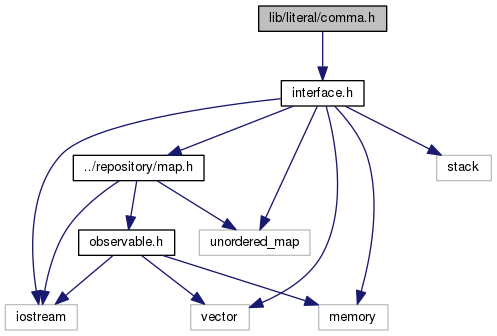 lib/literal/comma.h
interface.h
../repository/map.h
stack
observable.h
unordered_map
iostream
vector
memory